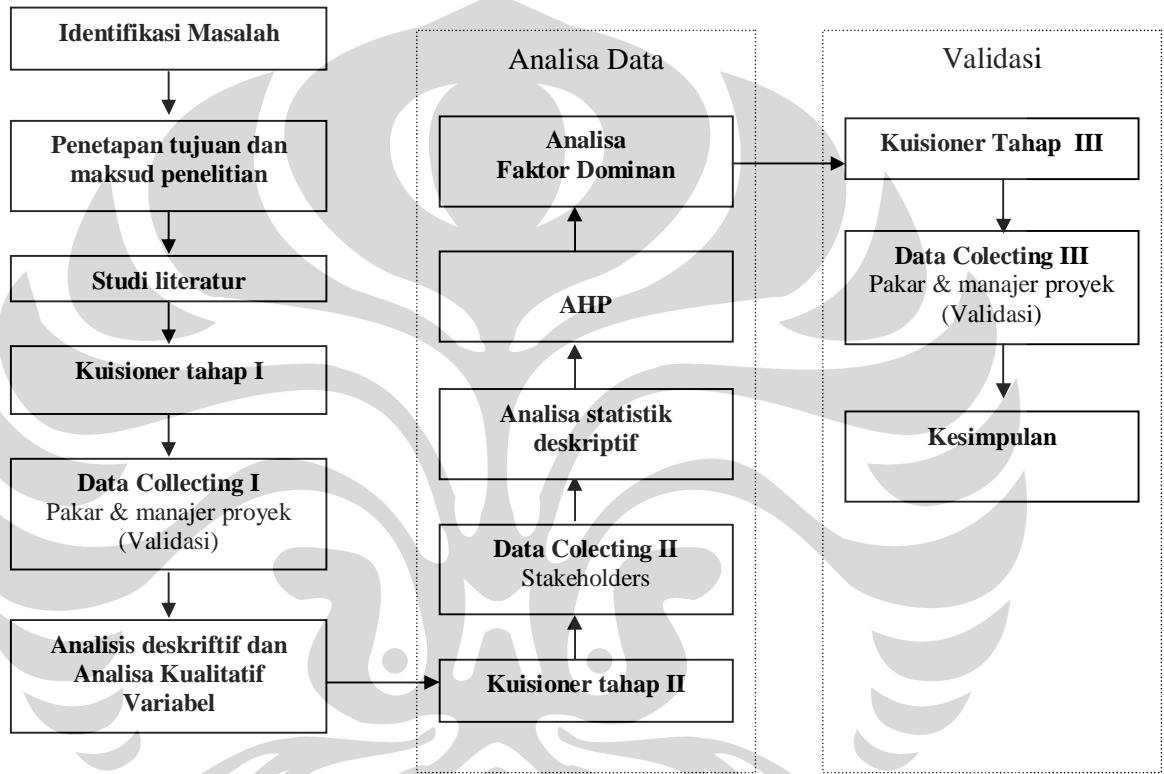 Identifikasi Masalah
Penetapan tujuan dan
maksud penelitian
Studi literatur
Kuisioner tahap I
Data Collecting I
Pakar & manajer proyek
(Validasi)
Analisis deskriftif dan
Analisa Kualitatif
Variabel
Analisa Data
Analisa
Faktor Dominan
AHP
Analisa statistik
deskriptif
Data Colecting II
Stakeholders
Kuisioner tahap II
Validasi
Kuisioner Tahap III
Data Colecting III
Pakar & manajer proyek
(Validasi)
Kesimpulan